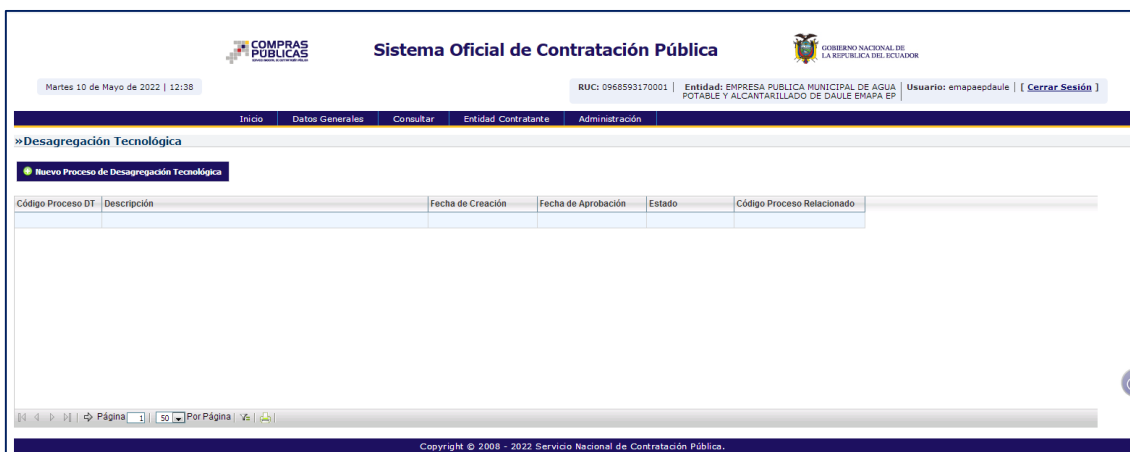 COMPRAS
PÚBLICAS
Sistema Oficial de Contratación Pública
GOBIERNO NACIONAL DE
LA REPUBLICA DEL ECUADOR
Martes 10 de Mayo de 2022 | 12:38
RUC: 0968593170001 | Entidad: EMPRESA PUBLICA MUNICIPAL DE AGUA POTABLE Y ALCANTARILLADO DE DAULE EMAPA EP | Usuario: emapaepdaule | [ Cerrar Sesión ]
Inicio Datos Generales Consultar Entidad Contratante Administración
»Desagregación Tecnológica
Nuevo Proceso de Desagregación Tecnológica
Código Proceso DT Descripción Fecha de Creación Fecha de Aprobación Estado Código Proceso Relacionado
Página 1 | 50 Por Página
Copyright © 2008 - 2022 Servicio Nacional de Contratación Pública.